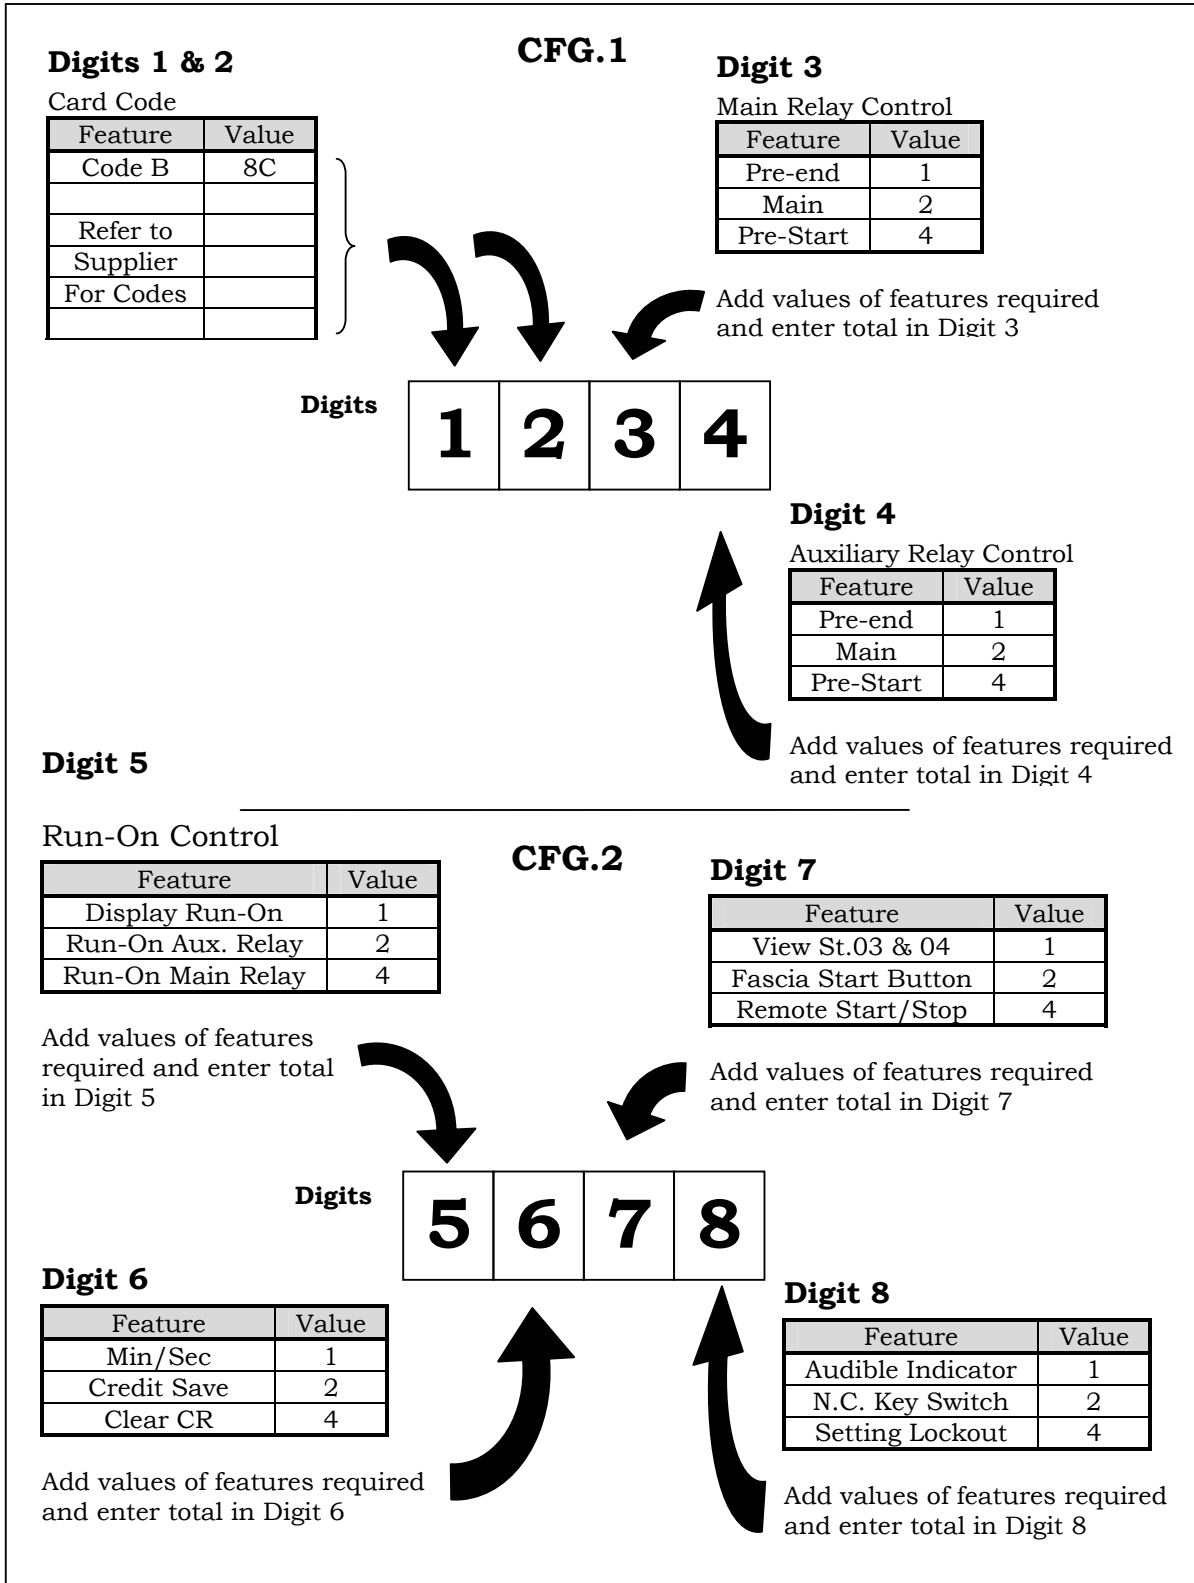 CFG.1
Digits 1 & 2
Card Code
Feature Value
Code B 8C
Refer to
Supplier
For Codes
Digit 3
Main Relay Control
Feature Value
Pre-end 1
Main 2
Pre-Start 4
Add values of features required
and enter total in Digit 3
Digits 1 2 3 4
Digit 4
Auxiliary Relay Control
Feature Value
Pre-end 1
Main 2
Pre-Start 4
Add values of features required
and enter total in Digit 4
Digit 5
Run-On Control
Feature Value
Display Run-On 1
Run-On Aux. Relay 2
Run-On Main Relay 4
Add values of features
required and enter total
in Digit 5
CFG.2
Digit 7
Feature Value
View St.03 & 04 1
Fascia Start Button 2
Remote Start/Stop 4
Add values of features required
and enter total in Digit 7
Digits 5 6 7 8
Digit 6
Feature Value
Min/Sec 1
Credit Save 2
Clear CR 4
Add values of features required
and enter total in Digit 6
Digit 8
Feature Value
Audible Indicator 1
N.C. Key Switch 2
Setting Lockout 4
Add values of features required
and enter total in Digit 8